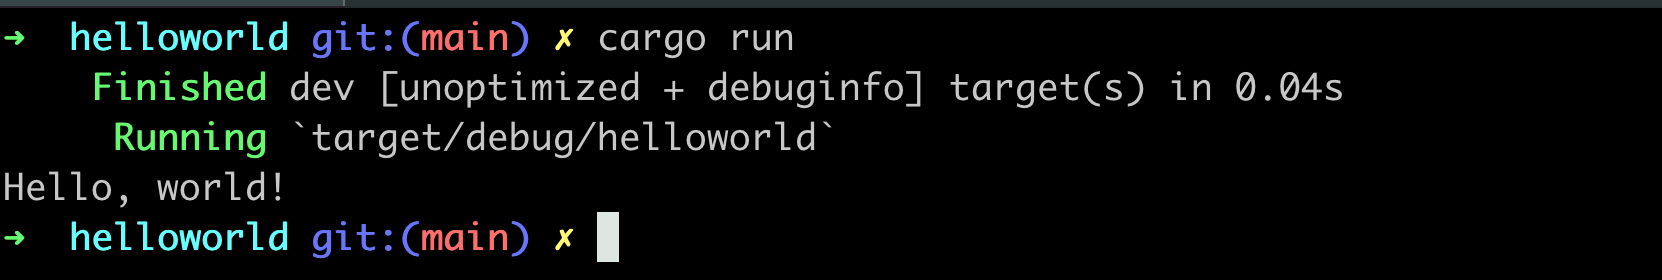 ➜  helloworld git:(main) ✗ cargo run
    Finished dev [unoptimized + debuginfo] target(s) in 0.04s
     Running `target/debug/helloworld`
Hello, world!
➜  helloworld git:(main) ✗